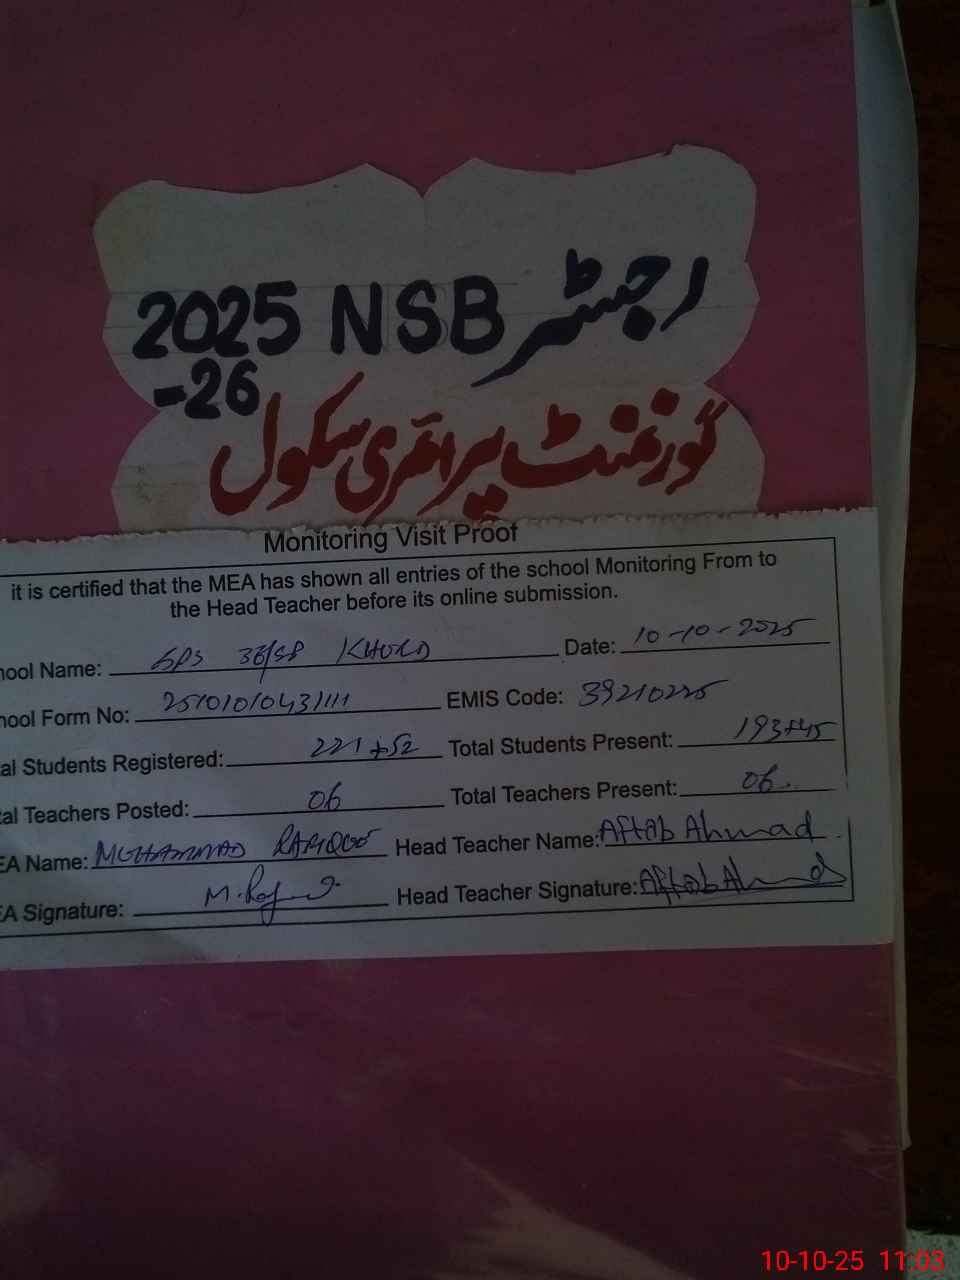 2025 NSB رجسٹر
-26
گورنمنٹ پرائمری سکول
Monitoring Visit Proof
it is certified that the MEA has shown all entries of the school Monitoring From to
the Head Teacher before its online submission.
hool Name: GPS 36/SB KHURD Date: 10-10-2025
hool Form No: EMIS Code: 39210225
al Students Registered: 221+52 Total Students Present: 193+45
tal Teachers Posted: 06 Total Teachers Present: 06
EA Name: MUHAMMAD Head Teacher Name: Aftab Ahmad
EA Signature: Head Teacher Signature: Aftab Ahmad
10-10-25 11:03